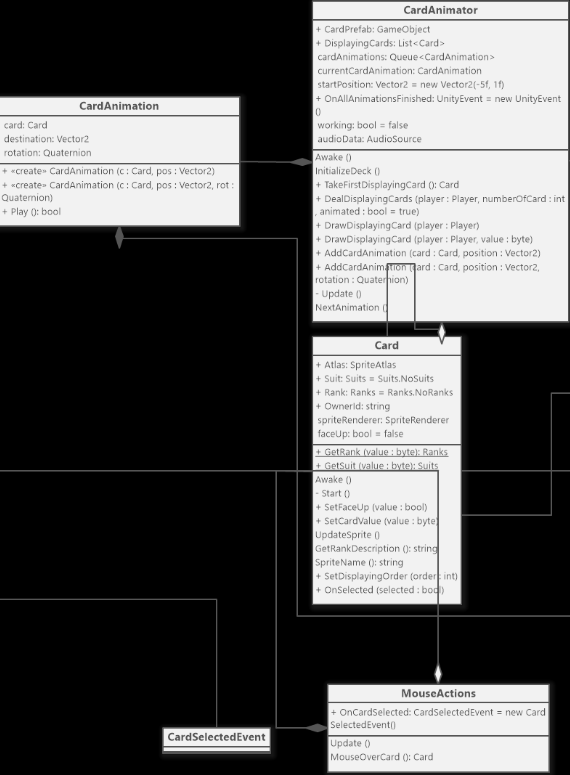 CardAnimator
+ CardPrefab: GameObject
+ DisplayingCards: List<Card>
cardAnimations: Queue<CardAnimation>
currentCardAnimation: CardAnimation
startPosition: Vector2 = new Vector2(-5f, 1f)
+ OnAllAnimationsFinished: UnityEvent = new UnityEvent
()
working: bool = false
audioData: AudioSource
Awake ()
InitializeDeck ()
+ TakeFirstDisplayingCard (): Card
+ DealDisplayingCards (player : Player, numberOfCard : int
, animated : bool = true)
+ DrawDisplayingCard (player : Player)
+ DrawDisplayingCard (player : Player, value : byte)
+ AddCardAnimation (card : Card, position : Vector2)
+ AddCardAnimation (card : Card, position : Vector2,
rotation : Quaternion)
- Update ()
NextAnimation ()
CardAnimation
card: Card
destination: Vector2
rotation: Quaternion
+ «create» CardAnimation (c : Card, pos : Vector2)
+ «create» CardAnimation (c : Card, pos : Vector2, rot :
Quaternion)
+ Play (): bool
Card
+ Atlas: SpriteAtlas
+ Suit: Suits = Suits.NoSuits
+ Rank: Ranks = Ranks.NoRanks
+ OwnerId: string
spriteRenderer: SpriteRenderer
faceUp: bool = false
+ GetRank (value : byte): Ranks
+ GetSuit (value : byte): Suits
Awake ()
- Start ()
+ SetFaceUp (value : bool)
+ SetCardValue (value : byte)
UpdateSprite ()
GetRankDescription (): string
SpriteName (): string
+ SetDisplayingOrder (order : int)
+ OnSelected (selected : bool)
MouseActions
+ OnCardSelected: CardSelectedEvent = new Card
SelectedEvent()
Update ()
MouseOverCard (): Card
CardSelectedEvent